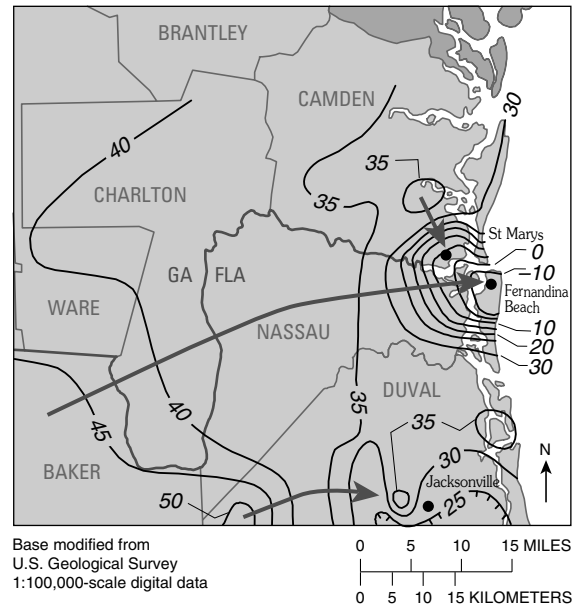 BRANTLEY
CAMDEN
30
40
35
CHARLTON
35
St Marys
0
GA FLA
–10
Fernandina
Beach
WARE
10
NASSAU
20
30
DUVAL
35
40
35
45
30
N
BAKER
Jacksonville
50
25
Base modified from
U.S. Geological Survey
1:100,000-scale digital data
0 5 10 15 MILES
0 5 10 15 KILOMETERS